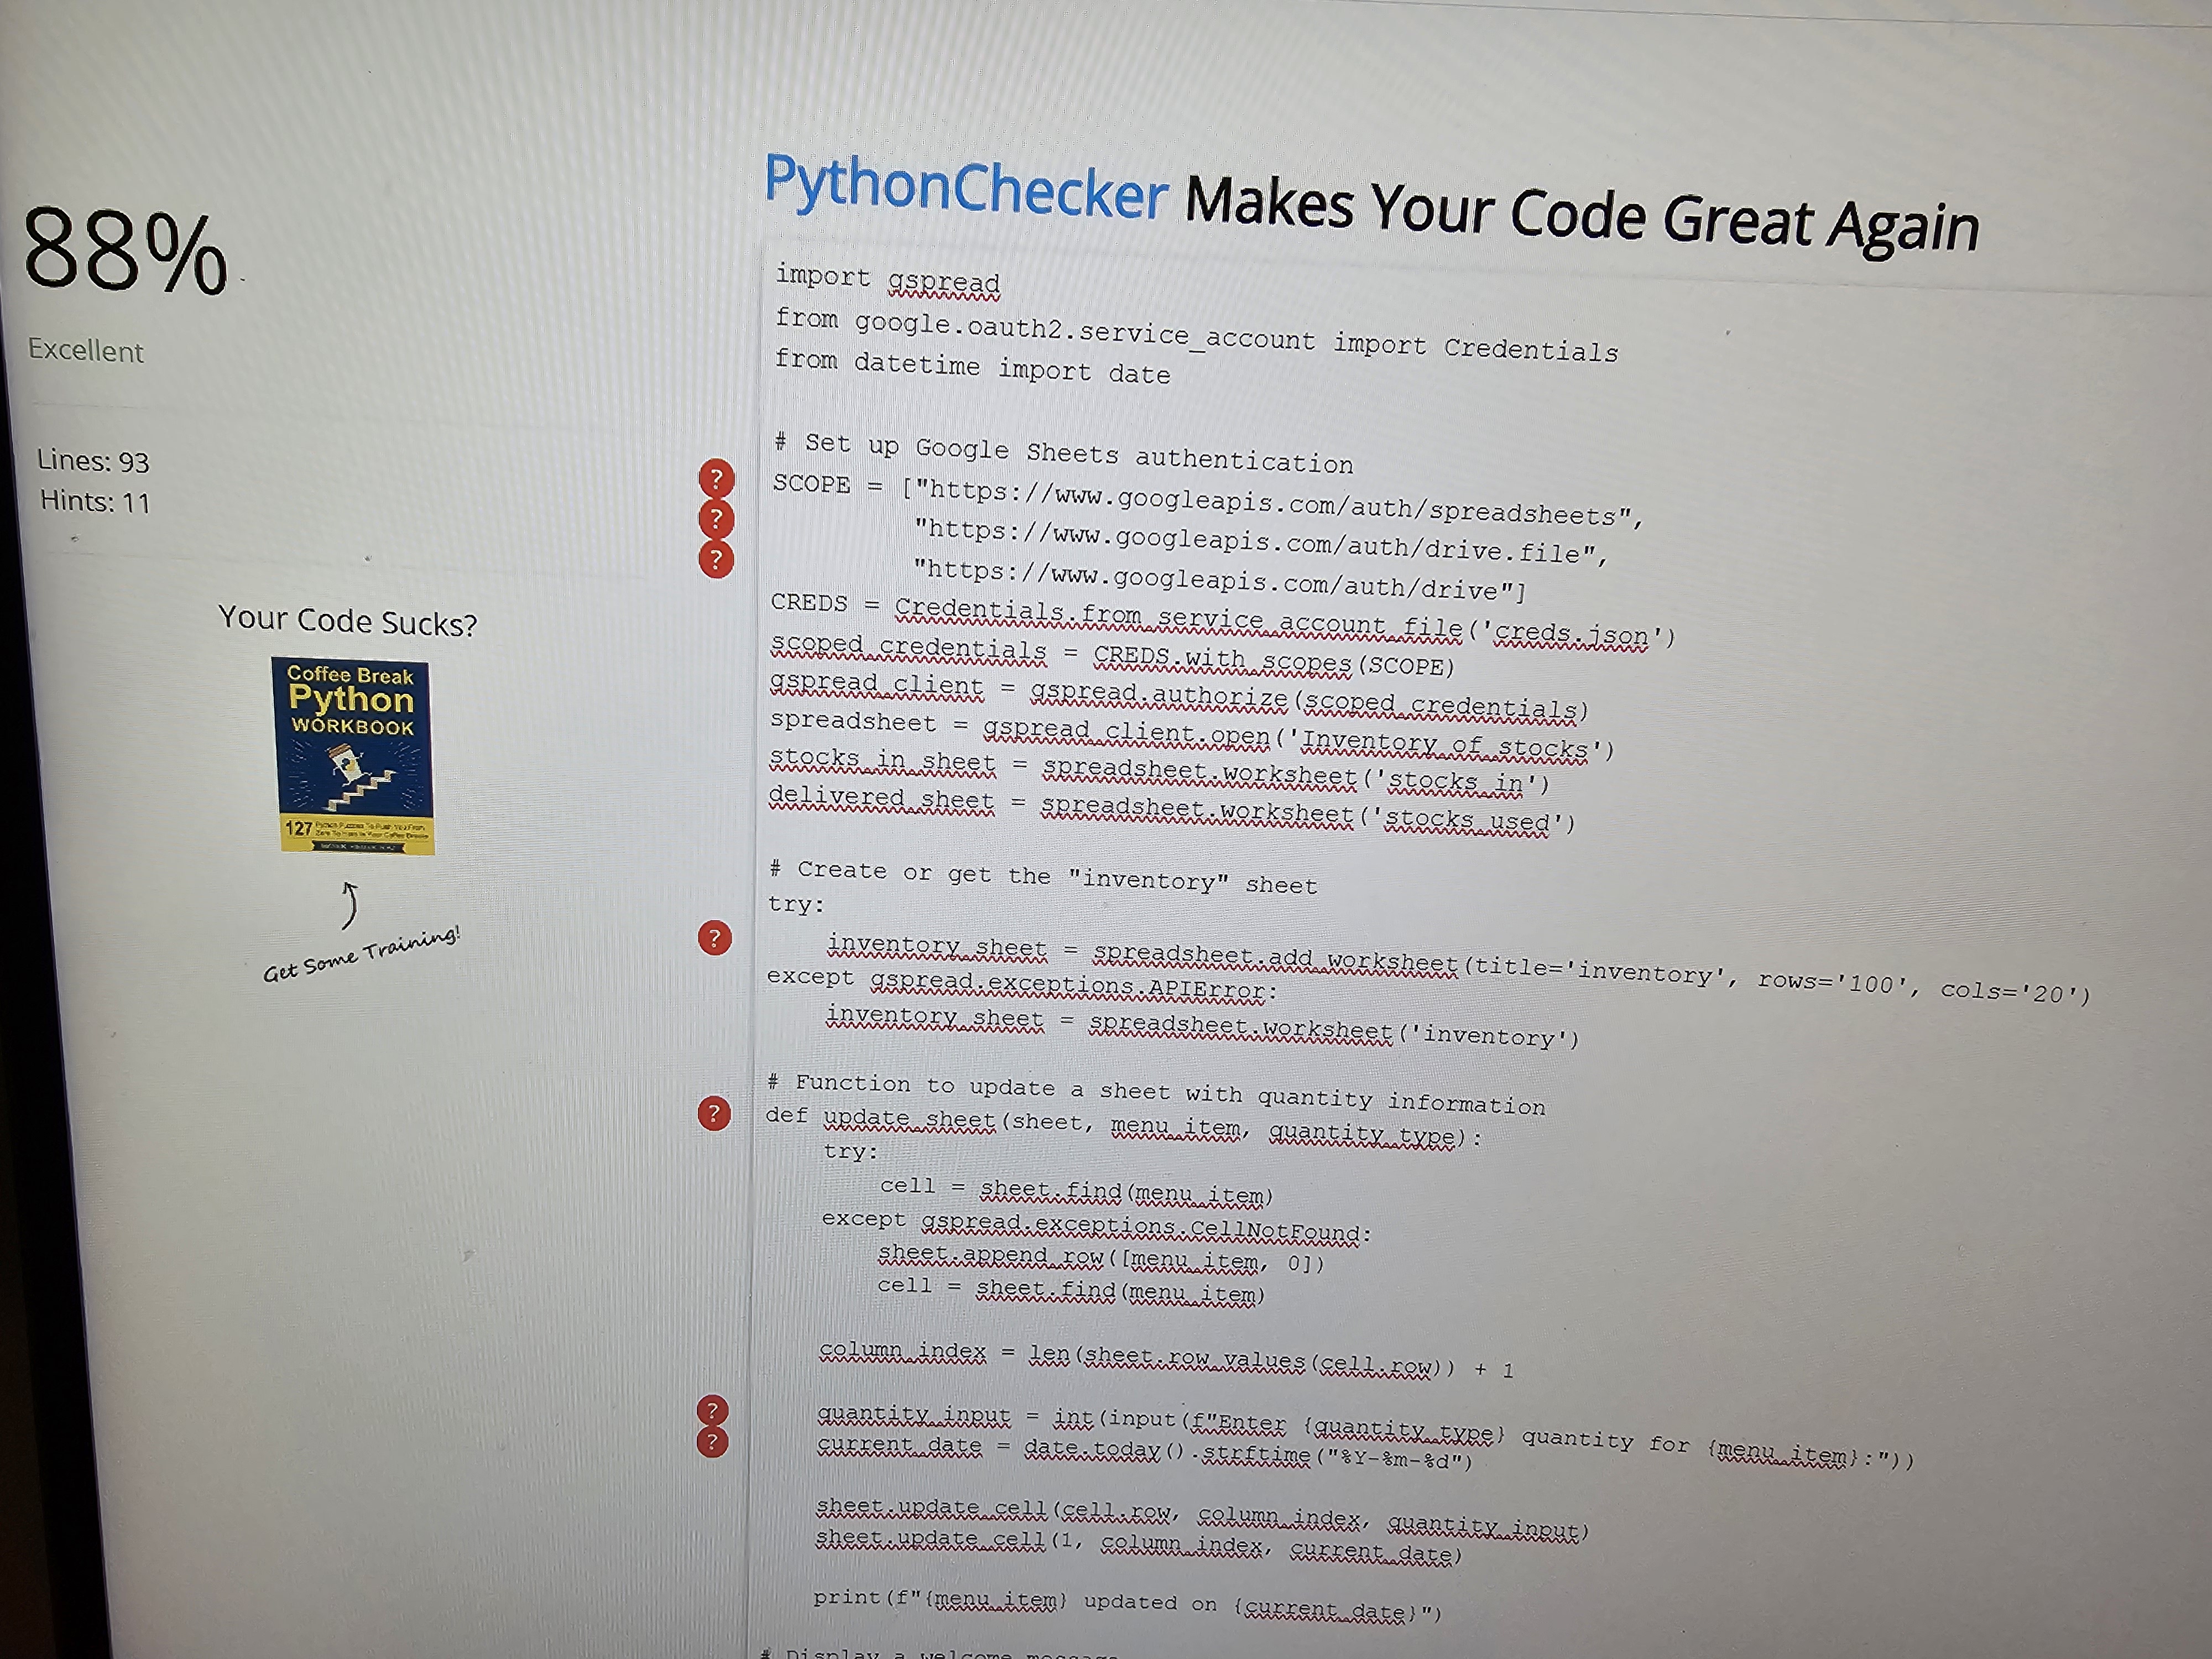 PythonChecker Makes Your Code Great Again
88%
Excellent
Lines: 93
Hints: 11
Your Code Sucks?
Coffee Break
Python
WORKBOOK
127
Get Some Training!
import gspread
from google.oauth2.service_account import Credentials
from datetime import date
# Set up Google Sheets authentication
? SCOPE = ["https://www.googleapis.com/auth/spreadsheets",
? "https://www.googleapis.com/auth/drive.file",
? "https://www.googleapis.com/auth/drive"]
CREDS = Credentials.from_service_account_file('creds.json')
scoped_credentials = CREDS.with_scopes(SCOPE)
gspread_client = gspread.authorize(scoped_credentials)
spreadsheet = gspread_client.open('Inventory_of_stocks')
stocks_in_sheet = spreadsheet.worksheet('stocks_in')
delivered_sheet = spreadsheet.worksheet('stocks_used')
# Create or get the "inventory" sheet
try:
? inventory_sheet = spreadsheet.add_worksheet(title='inventory', rows='100', cols='20')
except gspread.exceptions.APIError:
inventory_sheet = spreadsheet.worksheet('inventory')
# Function to update a sheet with quantity information
? def update_sheet(sheet, menu_item, quantity_type):
try:
cell = sheet.find(menu_item)
except gspread.exceptions.CellNotFound:
sheet.append_row([menu_item, 0])
cell = sheet.find(menu_item)
column_index = len(sheet.row_values(cell.row)) + 1
? quantity_input = int(input(f"Enter {quantity_type} quantity for {menu_item}:"))
? current_date = date.today().strftime("%Y-%m-%d")
sheet.update_cell(cell.row, column_index, quantity_input)
sheet.update_cell(1, column_index, current_date)
print(f"{menu_item} updated on {current_date}")
# Display a welcome message